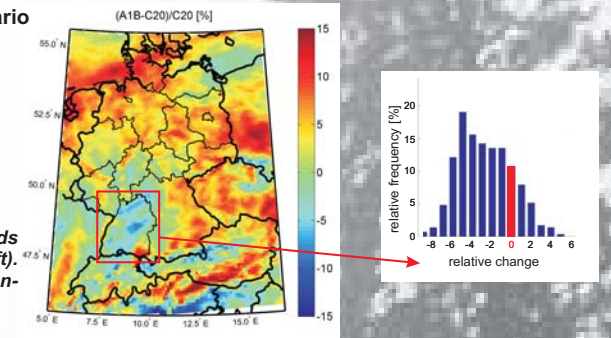 ario
(A1B-C20)/C20 [%]
55.0° N
52.5° N
50.0° N
47.5° N
5.0° E 7.5° E 10.0° E 12.5° E 15.0° E
15
10
5
0
-5
-10
-15
ds
ft).
n-
relative frequency [%]
20
15
10
5
0
-8 -6 -4 -2 0 2 4 6
relative change